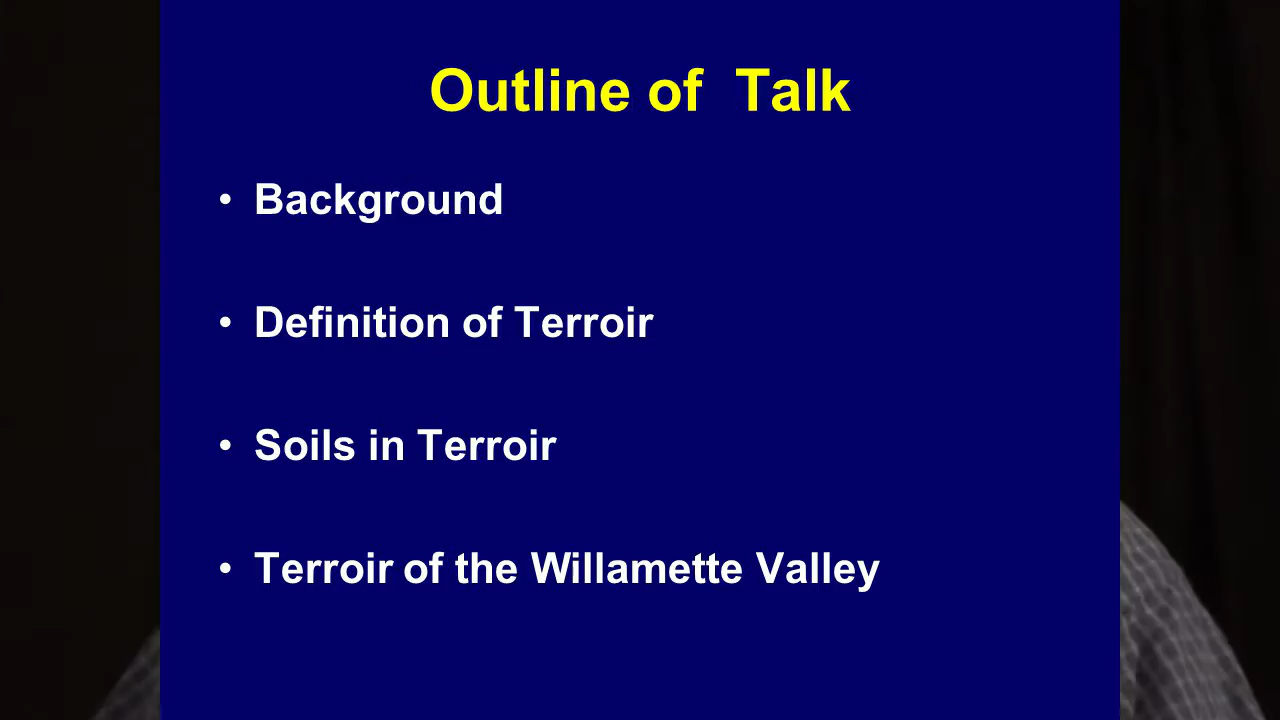 Outline of  Talk
• Background
• Definition of Terroir
• Soils in Terroir
• Terroir of the Willamette Valley